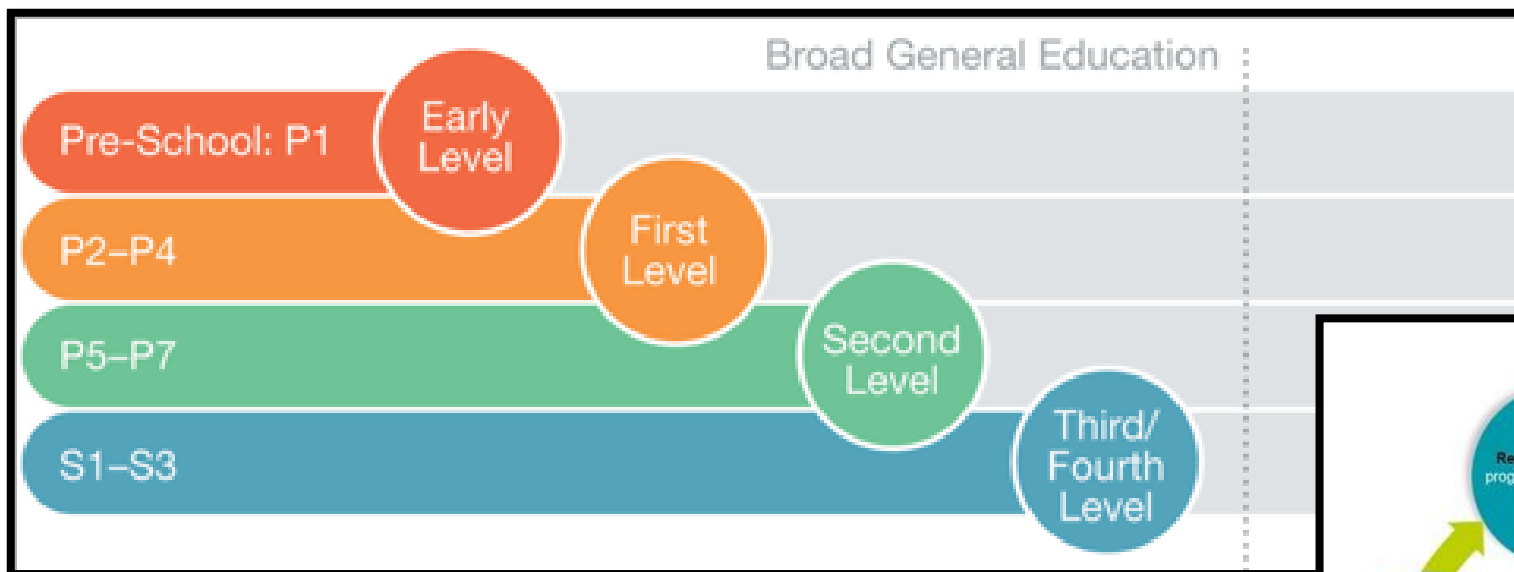 Broad General Education
Pre-School: P1
Early
Level
P2–P4
First
Level
P5–P7
Second
Level
S1–S3
Third/
Fourth
Level